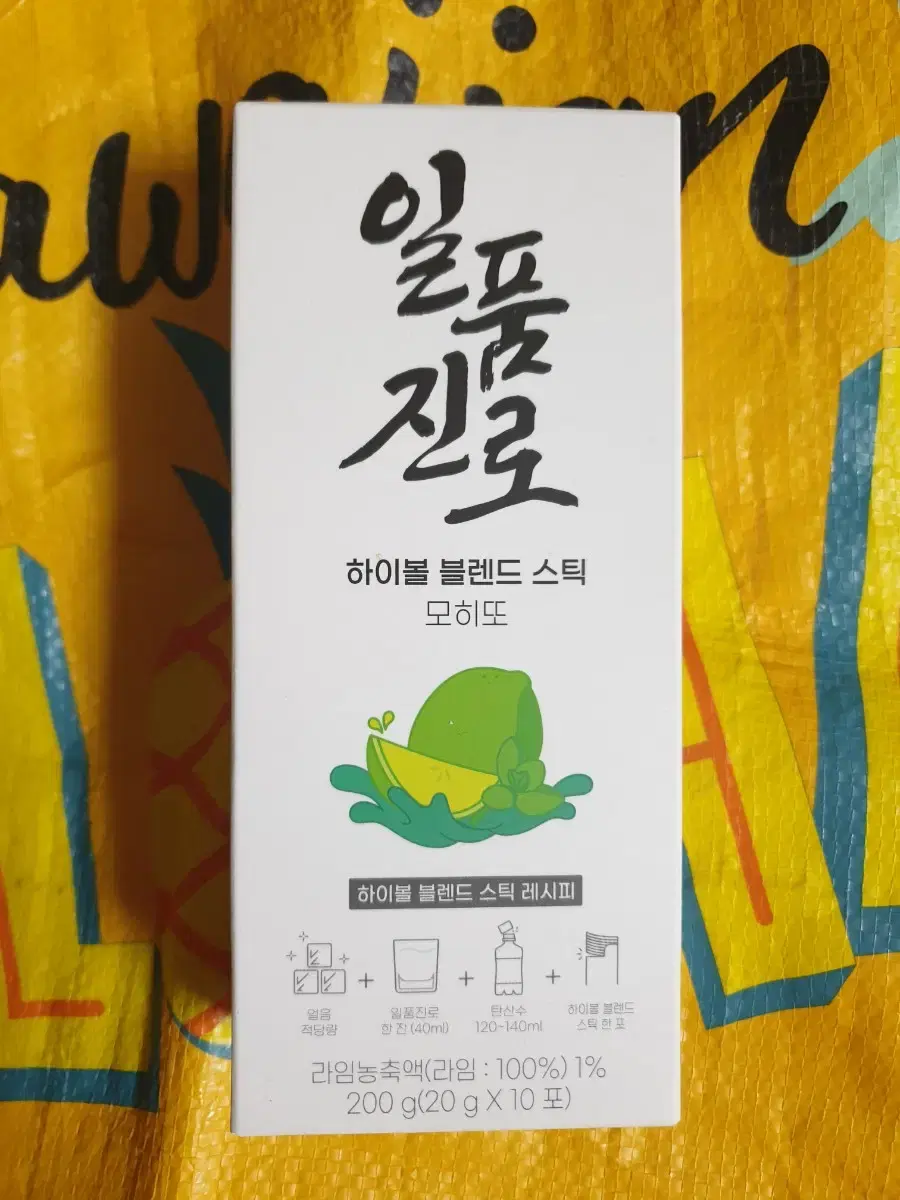 Hawaiian
일품
진로
하이볼 블렌드 스틱
모히또
하이볼 블렌드 스틱 레시피
얼음
적당량
+
일품진로
한 잔(40ml)
+
탄산수
120~140ml
+
하이볼 블렌드
스틱 한 포
라임농축액(라임 : 100%) 1%
200 g(20 g X 10 포)